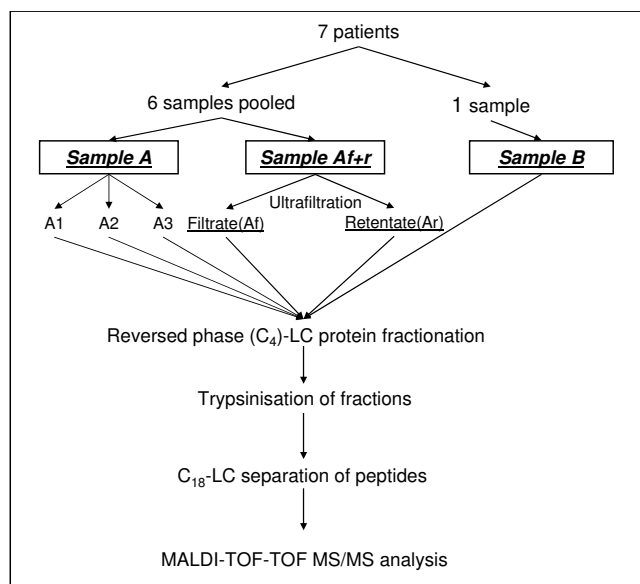 7 patients
6 samples pooled
1 sample
Sample A
Sample Af+r
Sample B
Ultrafiltration
A1
A2
A3
Filtrate(Af)
Retentate(Ar)
Reversed phase (C₄)-LC protein fractionation
Trypsinisation of fractions
C₁₈-LC separation of peptides
MALDI-TOF-TOF MS/MS analysis